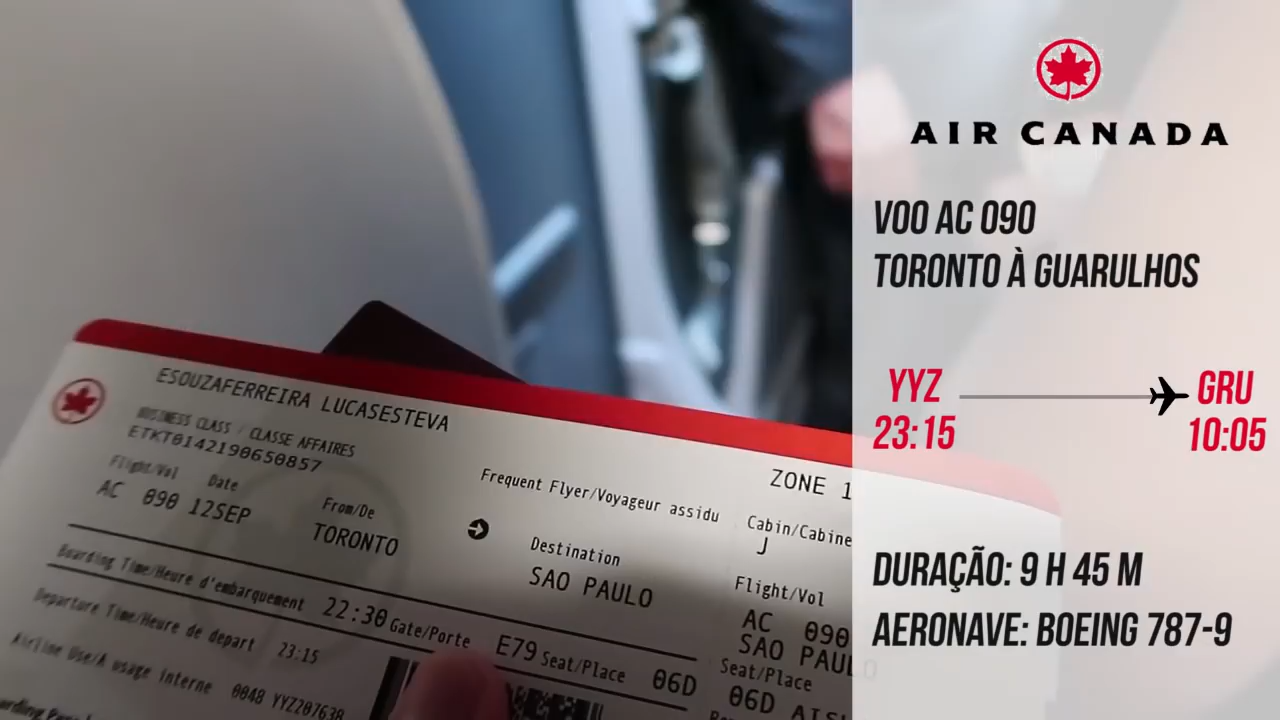 ESOUZAFERREIRA LUCASESTEVA
BUSINESS CLASS / CLASSE AFFAIRES
ETKT0142190650857
Flight/Vol Date From/De
AC 090 12SEP TORONTO
Frequent Flyer/Voyageur assidu
Destination
SAO PAULO
Boarding Time/Heure d'embarquement 22:30 Gate/Porte E79 Seat/Place 06D
Departure Time/Heure de depart 23:15
Airline Use/A usage interne 0048 YYZ207638
ZONE 1
Cabin/Cabine
J
Flight/Vol
AC 090
SAO PAULO
Seat/Place
06D
AIR CANADA
VOO AC 090
TORONTO À GUARULHOS
YYZ GRU
23:15 10:05
DURAÇÃO: 9 H 45 M
AERONAVE: BOEING 787-9